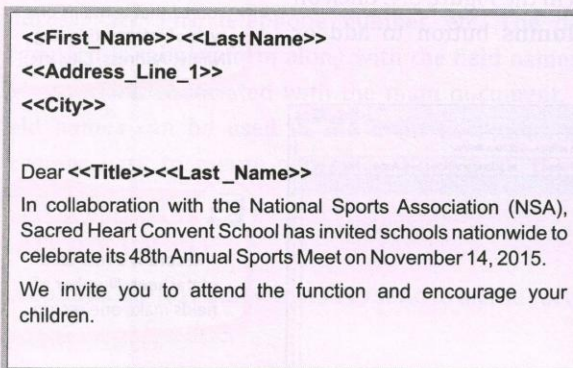 <<First_Name>> <<Last Name>>
<<Address_Line_1>>
<<City>>
Dear <<Title>><<Last _Name>>
In collaboration with the National Sports Association (NSA),
Sacred Heart Convent School has invited schools nationwide to
celebrate its 48th Annual Sports Meet on November 14, 2015.
We invite you to attend the function and encourage your
children.